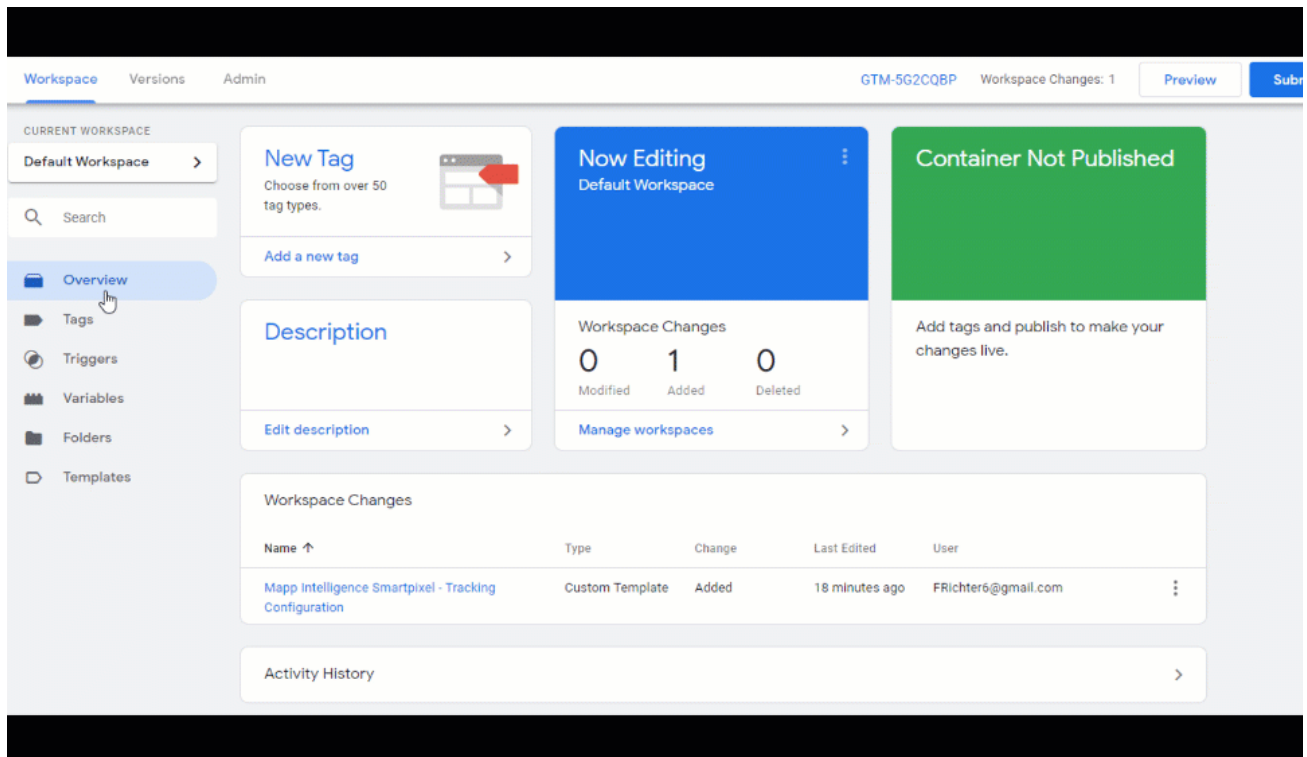 Workspace Versions Admin GTM-5G2CQBP Workspace Changes: 1 Preview
CURRENT WORKSPACE
Default Workspace
Search
Overview
Tags
Triggers
Variables
Folders
Templates
New Tag
Choose from over 50
tag types.
Add a new tag
Description
Edit description
Now Editing
Default Workspace
Workspace Changes
0 1 0
Modified Added Deleted
Manage workspaces
Container Not Published
Add tags and publish to make your
changes live.
Workspace Changes
Name Type Change Last Edited User
Mapp Intelligence Smartpixel - Tracking Custom Template Added 18 minutes ago FRichter6@gmail.com
Configuration
Activity History